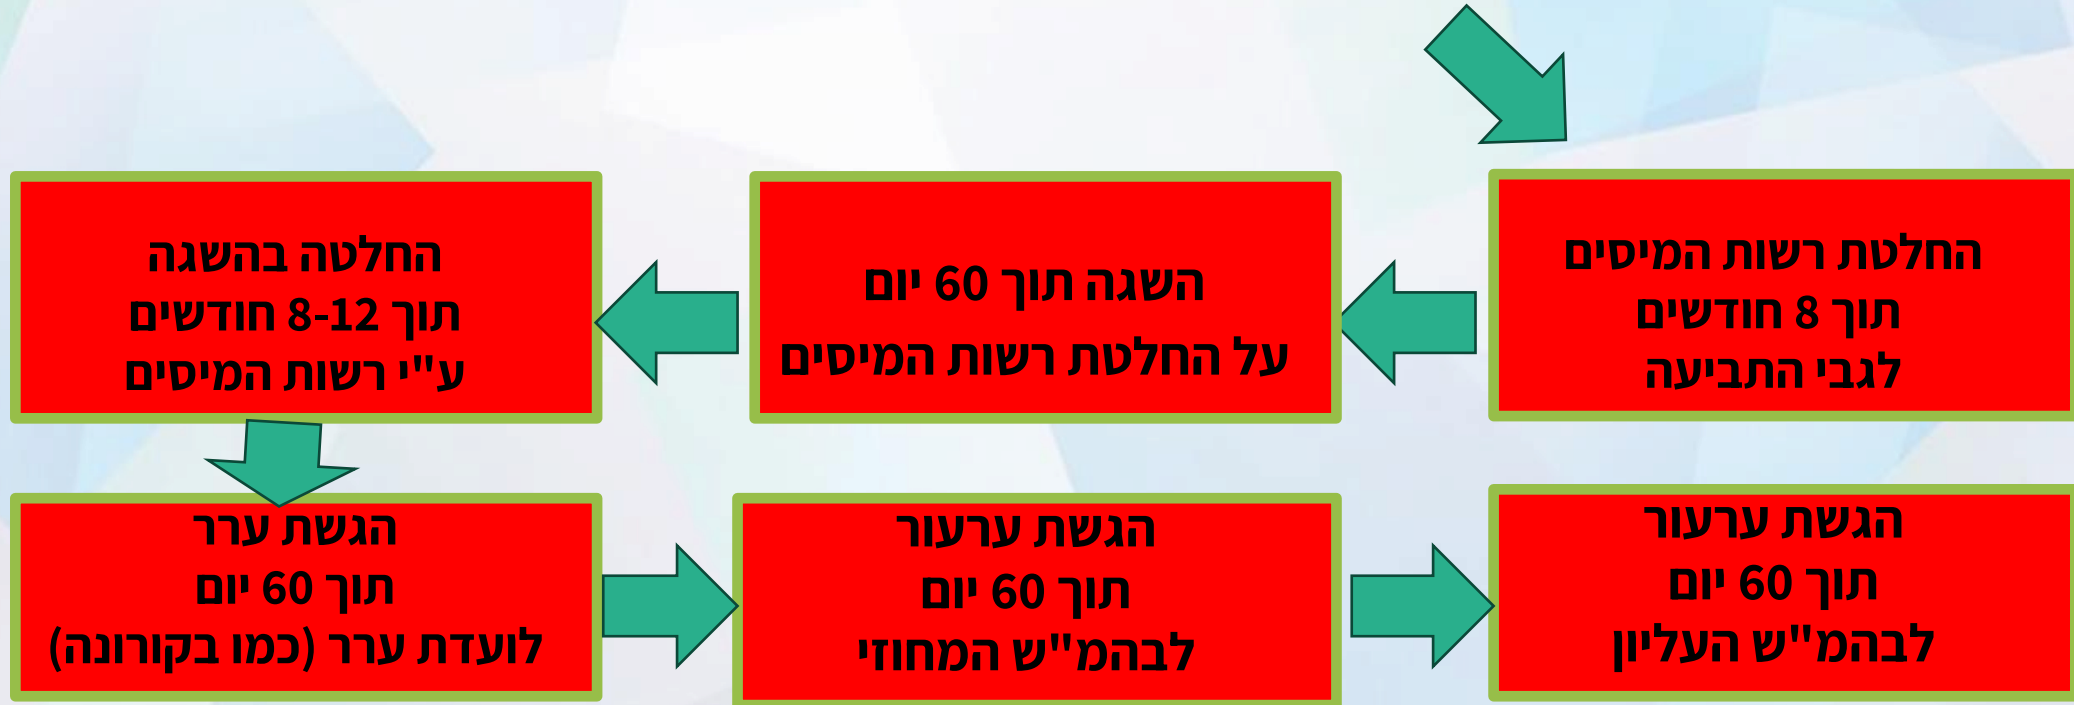 החלטת רשות המיסים
תוך 8 חודשים
לגבי התביעה
השגה תוך 60 יום
על החלטת רשות המיסים
החלטה בהשגה
תוך 8-12 חודשים
ע"י רשות המיסים
הגשת ערר
תוך 60 יום
לועדת ערר (כמו בקורונה)
הגשת ערעור
תוך 60 יום
לבהמ"ש המחוזי
הגשת ערעור
תוך 60 יום
לבהמ"ש העליון